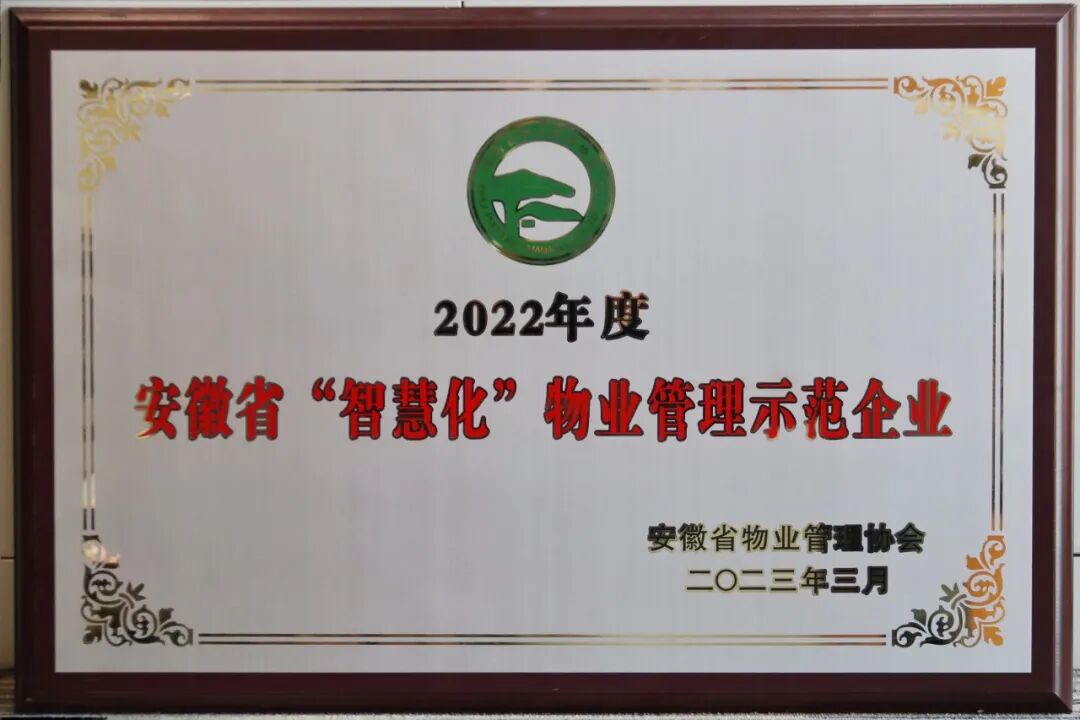 2022年度
安徽省“智慧化”物业管理示范企业
安徽省物业管理协会
二〇二三年三月